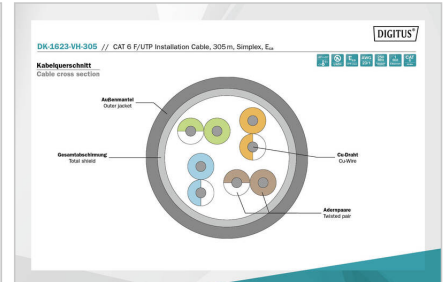 DIGITUS®
DK-1623-VH-305 // CAT 6 F/UTP Installation Cable, 305 m, Simplex, Eca
Kabelquerschnitt
Cable cross section
Außenmantel
Outer jacket
Gesamtabschirmung
Total shield
Cu-Draht
Cu-Wire
Adernpaare
Twisted pair